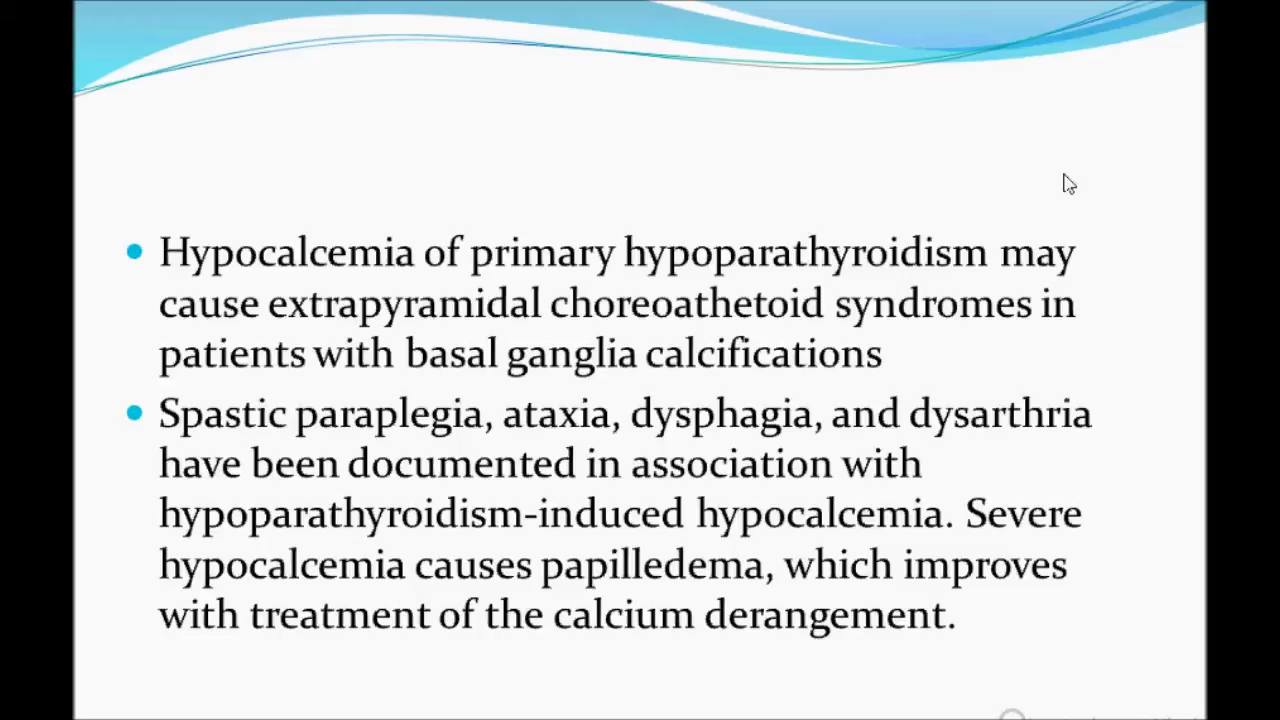 Hypocalcemia of primary hypoparathyroidism may
cause extrapyramidal choreoathetoid syndromes in
patients with basal ganglia calcifications
Spastic paraplegia, ataxia, dysphagia, and dysarthria
have been documented in association with
hypoparathyroidism-induced hypocalcemia. Severe
hypocalcemia causes papilledema, which improves
with treatment of the calcium derangement.